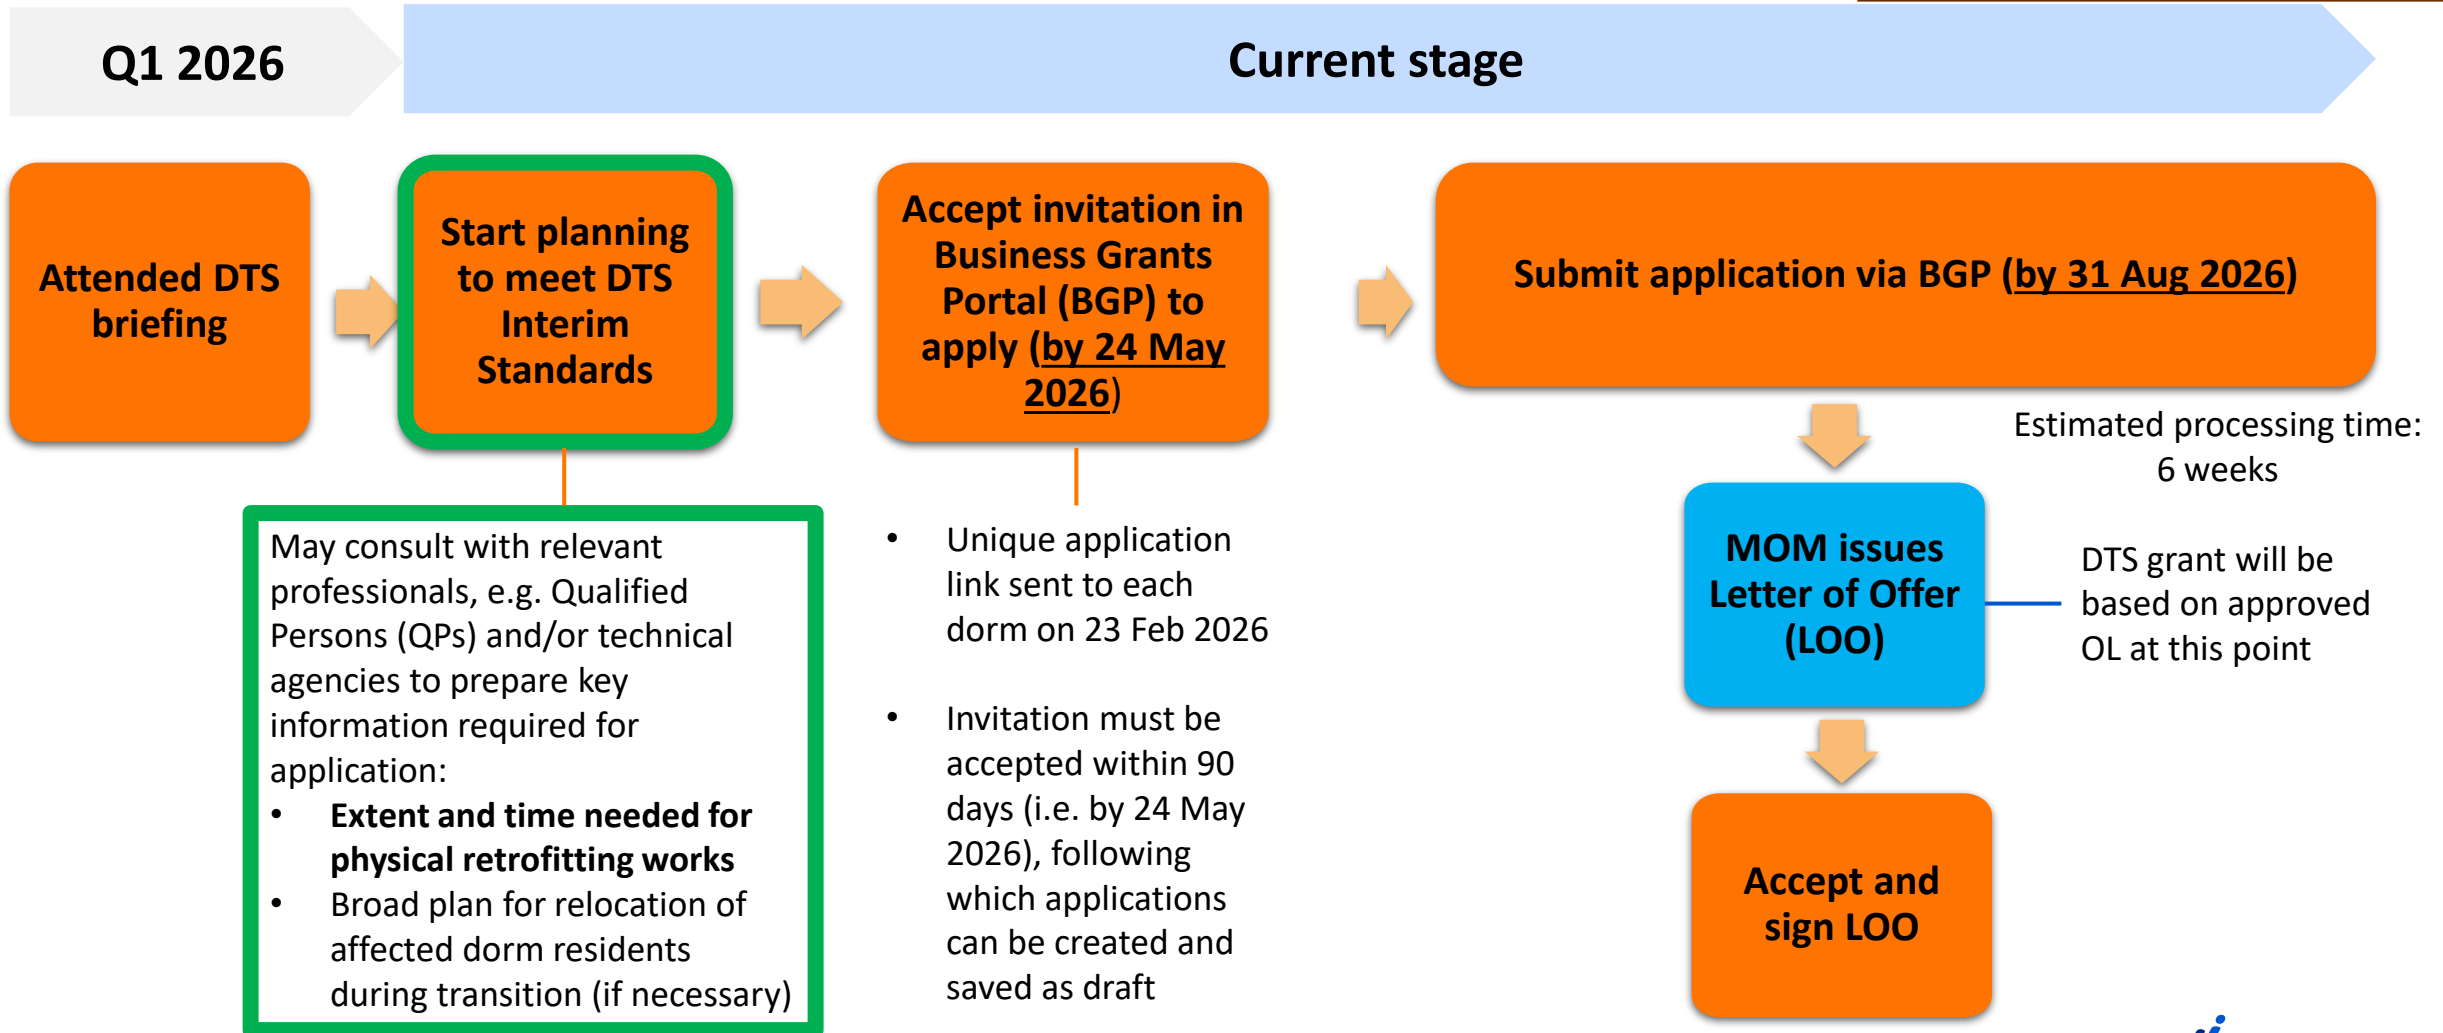 Q1 2026
Current stage
Attended DTS
briefing
Start planning
to meet DTS
Interim
Standards
Accept invitation in
Business Grants
Portal (BGP) to
apply (by 24 May
2026)
Submit application via BGP (by 31 Aug 2026)
May consult with relevant
professionals, e.g. Qualified
Persons (QPs) and/or technical
agencies to prepare key
information required for
application:
• Extent and time needed for
physical retrofitting works
• Broad plan for relocation of
affected dorm residents
during transition (if necessary)
• Unique application
link sent to each
dorm on 23 Feb 2026
• Invitation must be
accepted within 90
days (i.e. by 24 May
2026), following
which applications
can be created and
saved as draft
Estimated processing time:
6 weeks
MOM issues
Letter of Offer
(LOO)
DTS grant will be
based on approved
OL at this point
Accept and
sign LOO